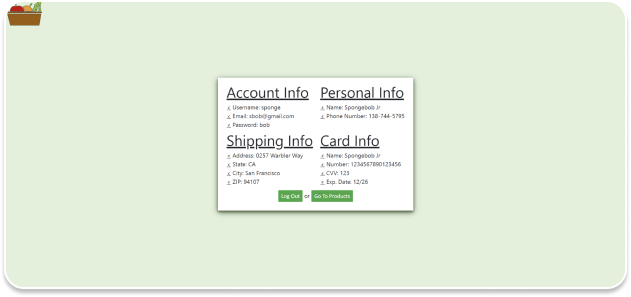 Account Info
Username: sponge
Email: sbob@gmail.com
Password: bob
Personal Info
Name: Spongebob Jr
Phone Number: 138-744-5795
Shipping Info
Address: 0257 Warbler Way
State: CA
City: San Francisco
ZIP: 94107
Card Info
Name: Spongebob Jr
Number: 1234567890123456
CVV: 123
Exp. Date: 12/26
Log Out or Go To Products